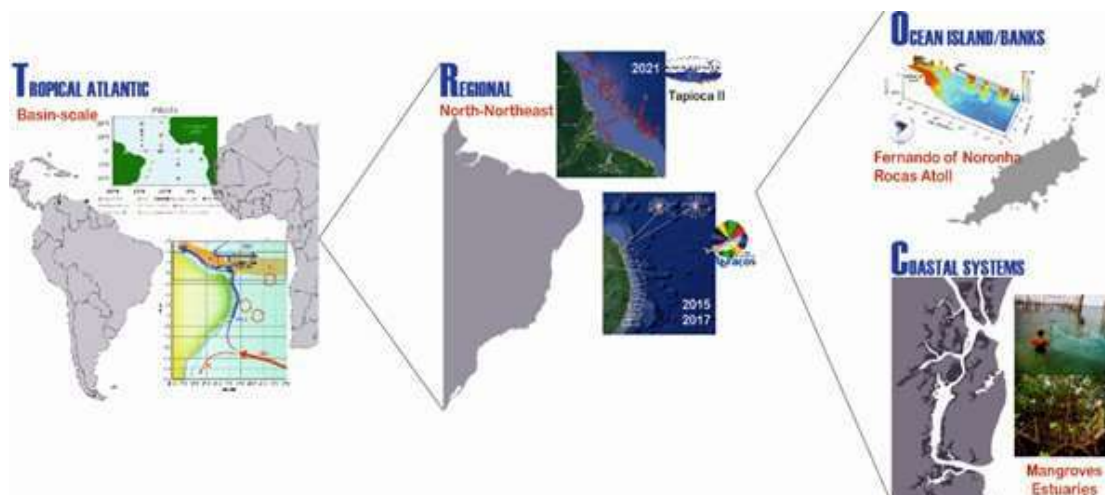 TROPICAL ATLANTIC
Basin-scale
REGIONAL
North-Northeast
2021
Tapioca II
2015
2017
OCEAN ISLAND/BANKS
Fernando of Noronha
Rocas Atoll
COASTAL SYSTEMS
Mangroves
Estuaries